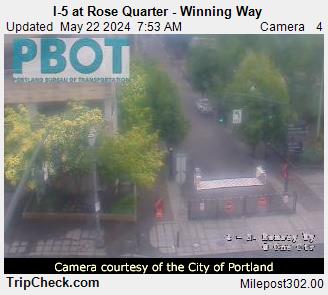 I-5 at Rose Quarter - Winning Way
Updated May 22 2024 7:53 AM Camera 4
PBOT
PORTLAND BUREAU OF TRANSPORTATION
Camera courtesy of the City of Portland
TripCheck.com Milepost302.00